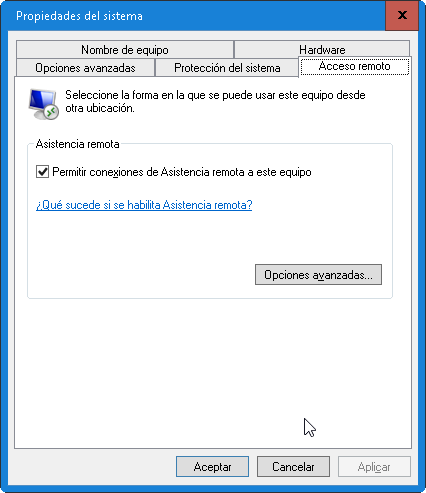 Propiedades del sistema
Nombre de equipo
Hardware
Opciones avanzadas
Protección del sistema
Acceso remoto
Seleccione la forma en la que se puede usar este equipo desde
otra ubicación.
Asistencia remota
Permitir conexiones de Asistencia remota a este equipo
¿Qué sucede si se habilita Asistencia remota?
Opciones avanzadas...
Aceptar
Cancelar
Aplicar